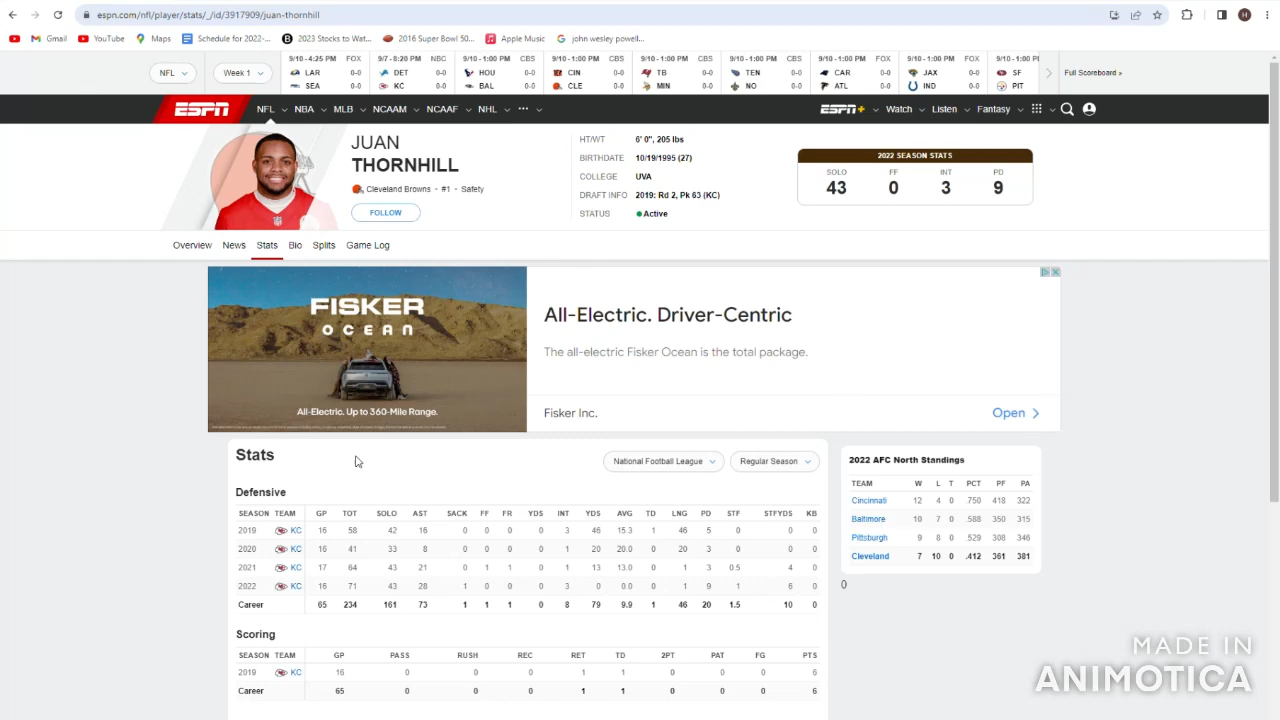 espn.com/nfl/player/stats/_/id/3917909/juan-thornhill
Gmail YouTube Maps Schedule for 2022-... 2023 Stocks to Wat... 2016 Super Bowl 50... Apple Music john wesley powell...
NFL Week 1
9/10 - 4:25 PM FOX 9/7 - 8:20 PM NBC 9/10 - 1:00 PM CBS 9/10 - 1:00 PM CBS 9/10 - 1:00 PM CBS 9/10 - 1:00 PM CBS 9/10 - 1:00 PM FOX 9/10 - 1:00 PM FOX 9/10 - 1:00 PM
LAR 0-0 DET 0-0 HOU 0-0 CIN 0-0 TB 0-0 TEN 0-0 CAR 0-0 JAX 0-0 SF
SEA 0-0 KC 0-0 BAL 0-0 CLE 0-0 MIN 0-0 NO 0-0 ATL 0-0 IND 0-0 PIT
Full Scoreboard »
ESPN NFL NBA MLB NCAAM NCAAF NHL ... ESPN+ Watch Listen Fantasy
JUAN
THORNHILL
Cleveland Browns • #1 • Safety
FOLLOW
HT/WT 6' 0", 205 lbs
BIRTHDATE 10/19/1995 (27)
COLLEGE UVA
DRAFT INFO 2019: Rd 2, Pk 63 (KC)
STATUS Active
2022 SEASON STATS
SOLO FF INT PD
43 0 3 9
Overview News Stats Bio Splits Game Log
FISKER
OCEAN
All-Electric. Up to 360-Mile Range.
All-Electric. Driver-Centric
The all-electric Fisker Ocean is the total package.
Fisker Inc. Open
Stats
National Football League Regular Season
Defensive
SEASON TEAM GP TOT SOLO AST SACK FF FR YDS INT YDS AVG TD LNG PD STF STFYDS KB
2019 KC 16 58 42 16 0 0 0 0 3 46 15.3 1 46 5 0 0 0
2020 KC 16 41 33 8 0 0 0 0 1 20 20.0 0 20 3 0 0 0
2021 KC 17 64 43 21 0 1 1 0 1 13 13.0 0 1 3 0.5 4 0
2022 KC 16 71 43 28 1 0 0 0 3 0 0.0 0 1 9 1 6 0
Career 65 234 161 73 1 1 1 0 8 79 9.9 1 46 20 1.5 10 0
Scoring
SEASON TEAM GP PASS RUSH REC RET TD 2PT PAT FG PTS
2019 KC 16 0 0 0 1 1 0 0 0 6
Career 65 0 0 0 1 1 0 0 0 6
2022 AFC North Standings
TEAM W L T PCT PF PA
Cincinnati 12 4 0 .750 418 322
Baltimore 10 7 0 .588 350 315
Pittsburgh 9 8 0 .529 308 346
Cleveland 7 10 0 .412 361 381
0
MADE IN
ANIMOTICA